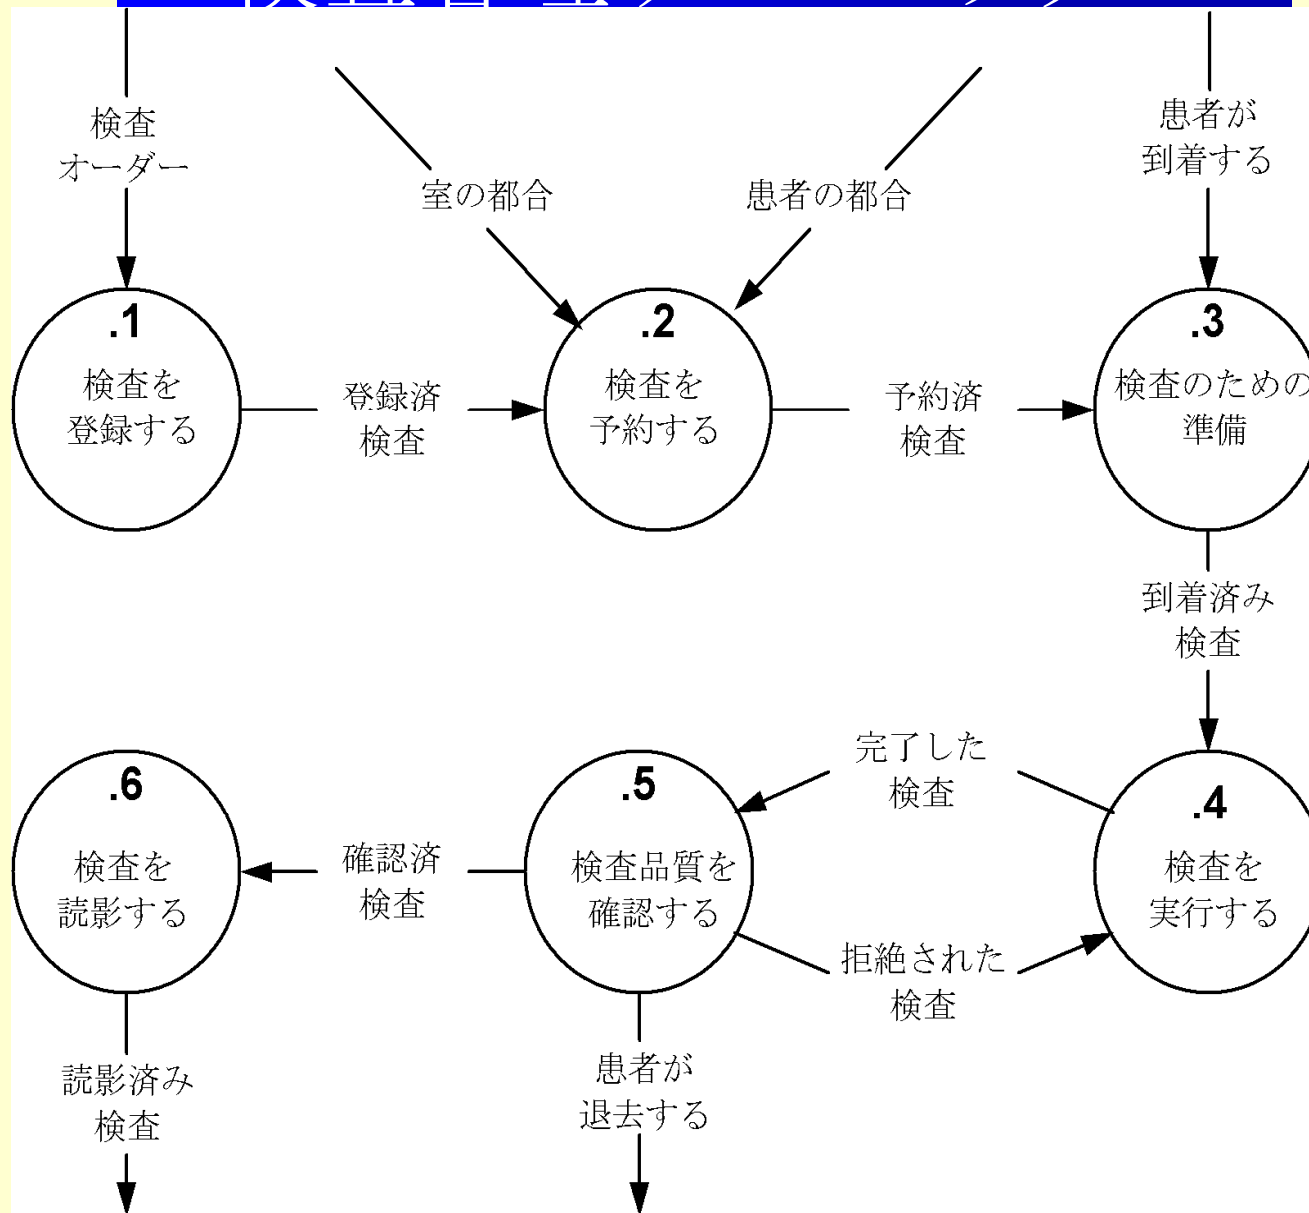 検査
オーダー
室の都合
患者の都合
患者が
到着する
.1
検査を
登録する
登録済
検査
.2
検査を
予約する
予約済
検査
.3
検査のための
準備
到着済み
検査
.4
検査を
実行する
完了した
検査
拒絶された
検査
.5
検査品質を
確認する
確認済
検査
.6
検査を
読影する
読影済み
検査
患者が
退去する